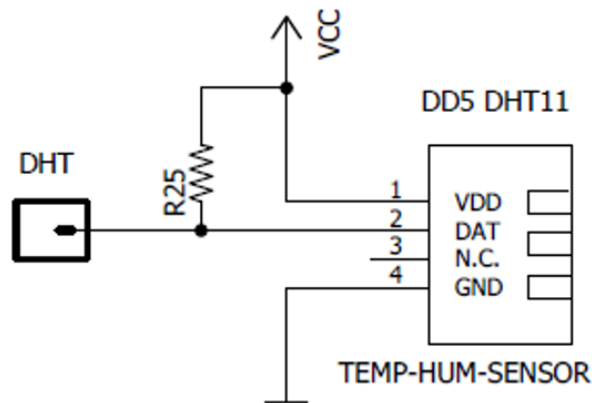 VCC
DD5 DHT11
DHT
R25
1 VDD
2 DAT
3 N.C.
4 GND
TEMP-HUM-SENSOR